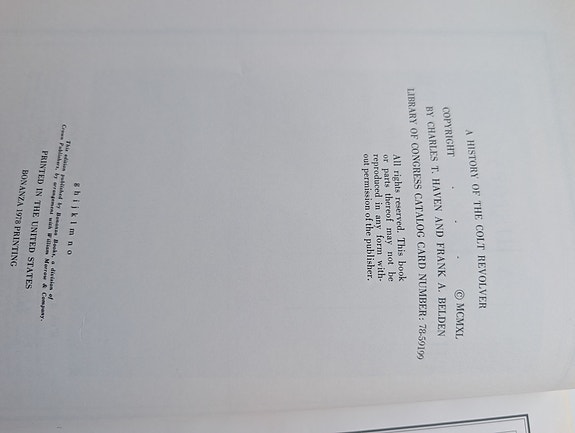 A HISTORY OF THE COLT REVOLVER
COPYRIGHT . . . © MCMXL
BY CHARLES T. HAVEN AND FRANK A. BELDEN
LIBRARY OF CONGRESS CATALOG CARD NUMBER: 78-59199
All rights reserved. This book
or parts thereof may not be
reproduced in any form with-
out permission of the publisher.
g h i j k l m n o
This edition published by Bonanza Books, a division of
Crown Publishers, by arrangement with William Morrow & Company.
PRINTED IN THE UNITED STATES
BONANZA 1978 PRINTING